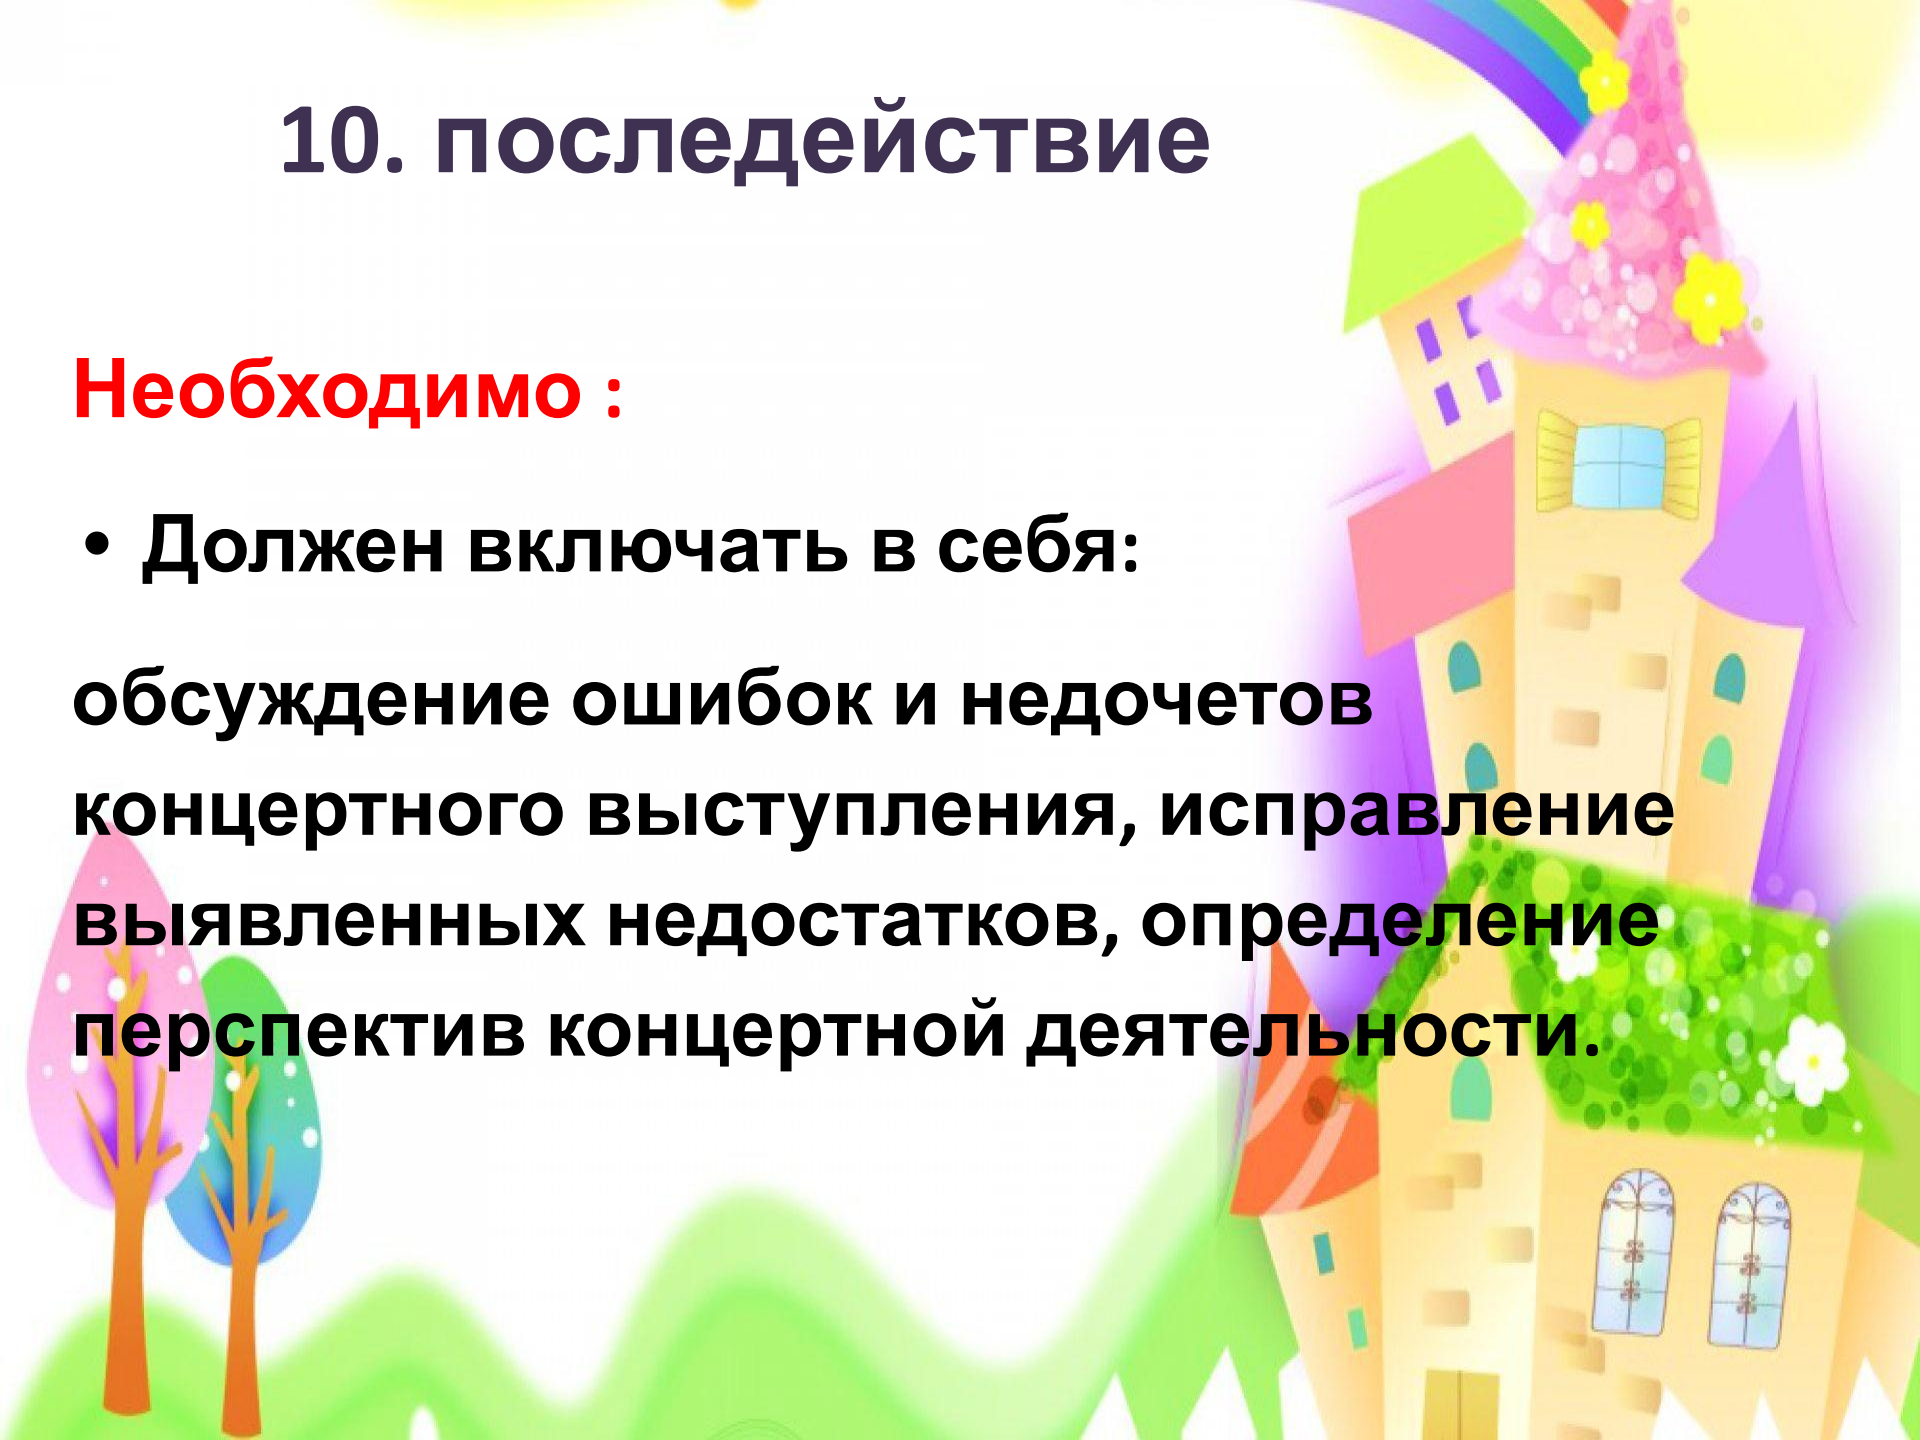 10. последействие
Необходимо :
• Должен включать в себя:
обсуждение ошибок и недочетов
концертного выступления, исправление
выявленных недостатков, определение
перспектив концертной деятельности.